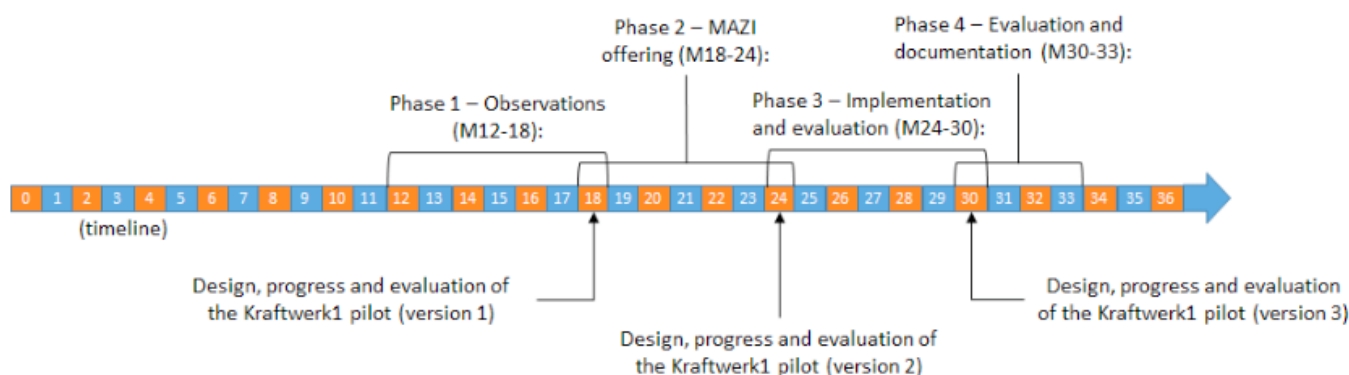 Phase 2 – MAZI
offering (M18-24):
Phase 4 – Evaluation and
documentation (M30-33):
Phase 1 – Observations
(M12-18):
Phase 3 – Implementation
and evaluation (M24-30):
0 1 2 3 4 5 6 7 8 9 10 11 12 13 14 15 16 17 18 19 20 21 22 23 24 25 26 27 28 29 30 31 32 33 34 35 36
(timeline)
Design, progress and evaluation of
the Kraftwerk1 pilot (version 1)
Design, progress and evaluation of
the Kraftwerk1 pilot (version 2)
Design, progress and evaluation
of the Kraftwerk1 pilot (version 3)